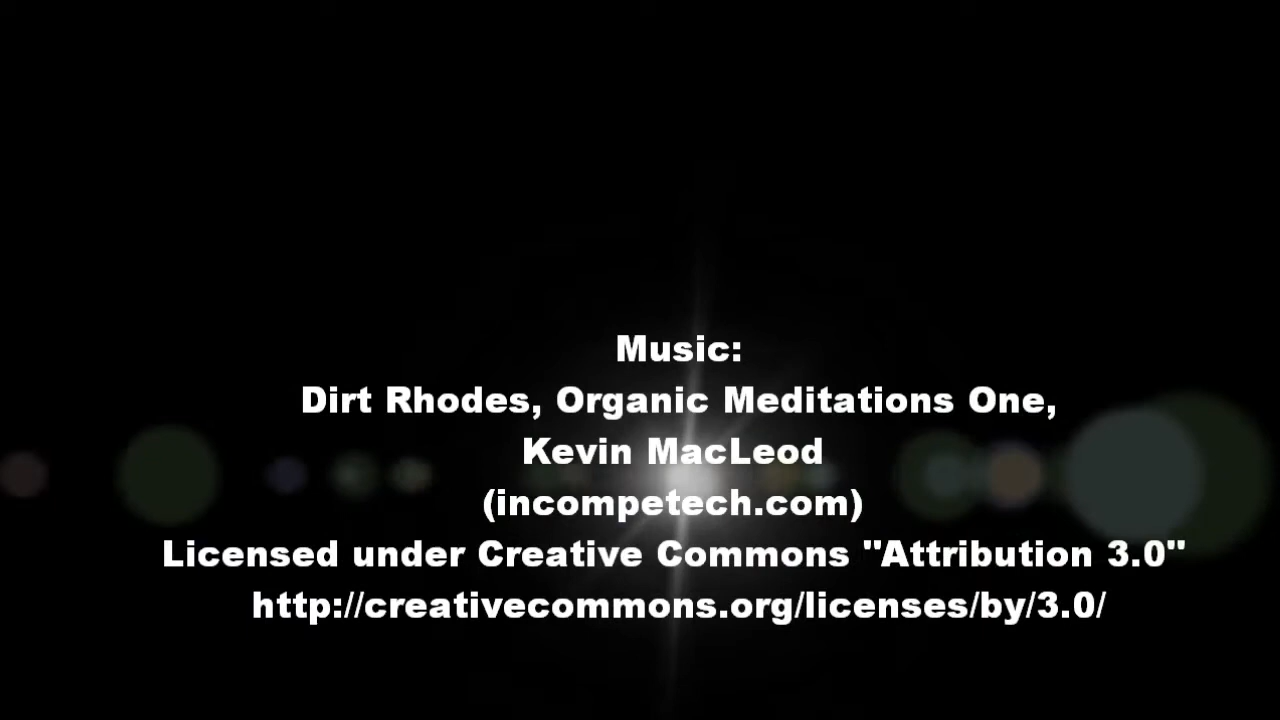 Music:
Dirt Rhodes, Organic Meditations One,
Kevin MacLeod
(incompetech.com)
Licensed under Creative Commons "Attribution 3.0"
http://creativecommons.org/licenses/by/3.0/